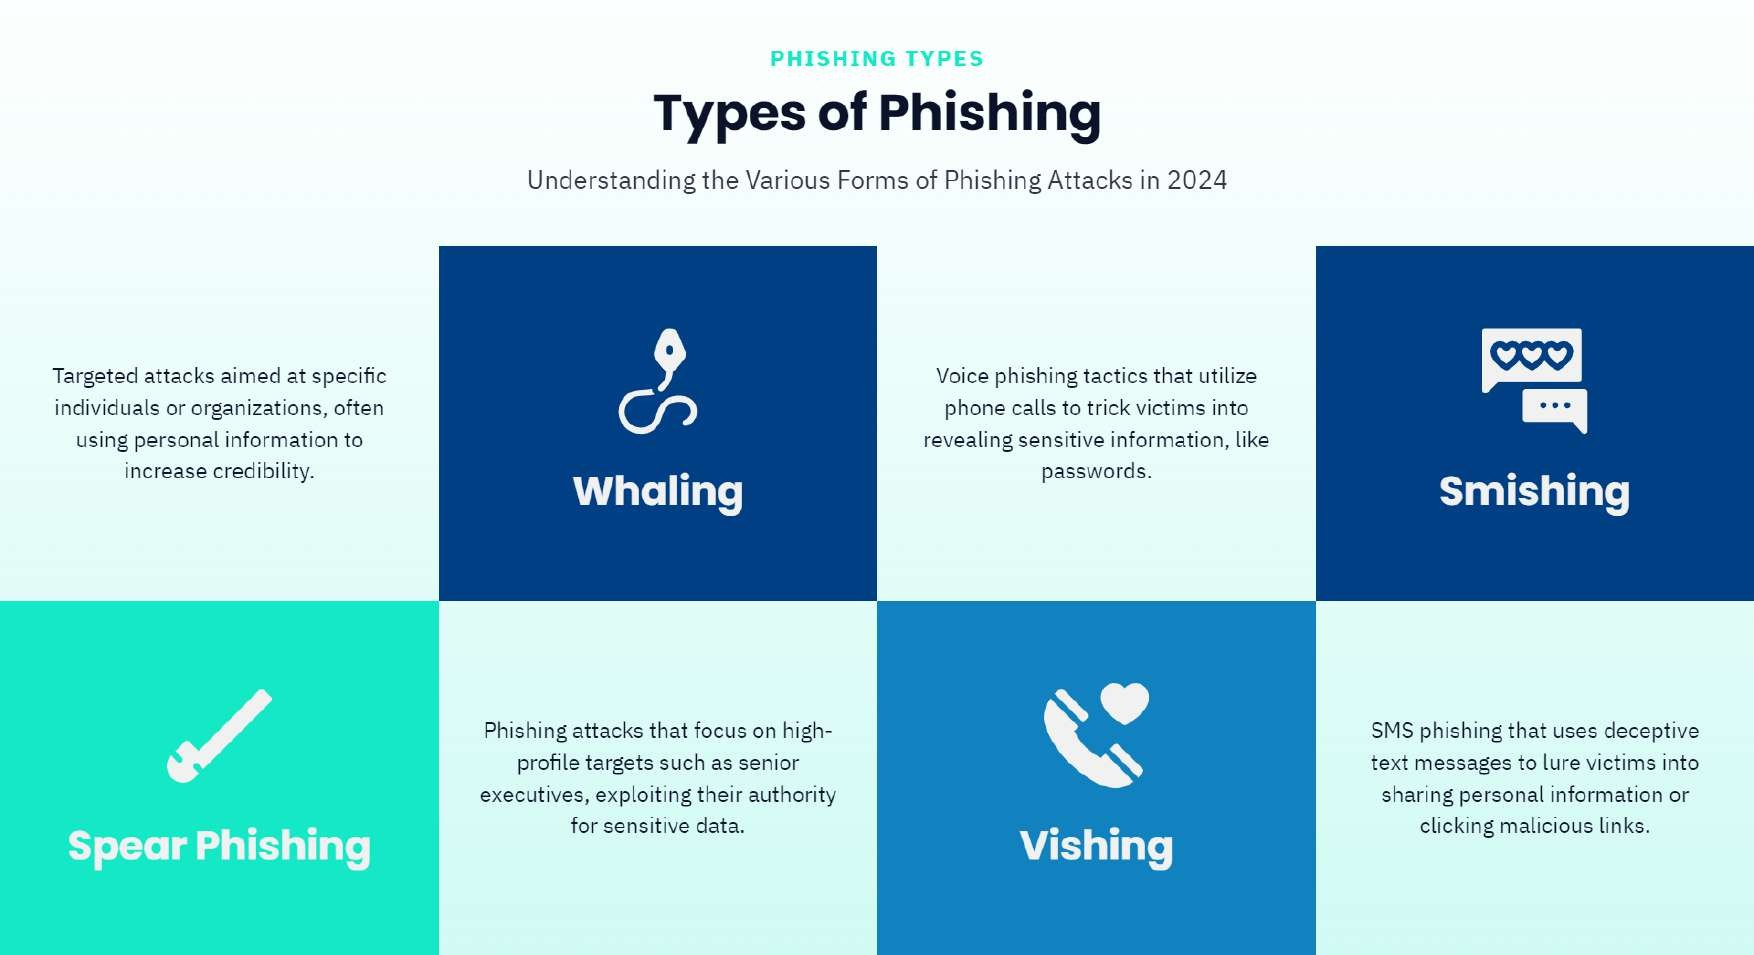 PHISHING TYPES
Types of Phishing
Understanding the Various Forms of Phishing Attacks in 2024
Targeted attacks aimed at specific
individuals or organizations, often
using personal information to
increase credibility.
Spear Phishing
Whaling
Phishing attacks that focus on high-
profile targets such as senior
executives, exploiting their authority
for sensitive data.
Voice phishing tactics that utilize
phone calls to trick victims into
revealing sensitive information, like
passwords.
Vishing
Smishing
SMS phishing that uses deceptive
text messages to lure victims into
sharing personal information or
clicking malicious links.